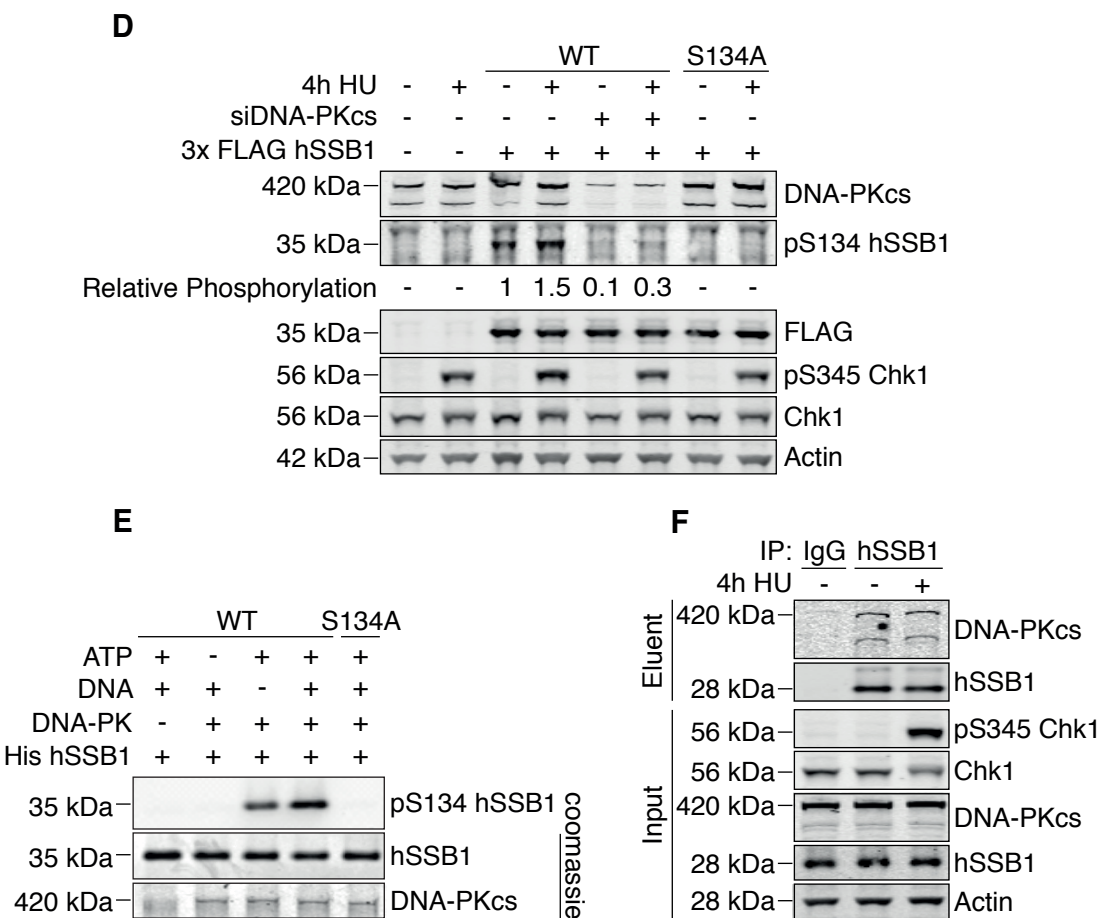 D
WT S134A
4h HU - + - + - + - +
siDNA-PKcs - - - - + + - -
3x FLAG hSSB1 - - + + + + + +
420 kDa DNA-PKcs
35 kDa pS134 hSSB1
Relative Phosphorylation - - 1 1.5 0.1 0.3 - -
35 kDa FLAG
56 kDa pS345 Chk1
56 kDa Chk1
42 kDa Actin
E
WT S134A
ATP + - + + +
DNA + + - + +
DNA-PK - + + + +
His hSSB1 + + + + +
35 kDa pS134 hSSB1
35 kDa hSSB1
420 kDa DNA-PKcs
coomassie
F
IP: IgG hSSB1
4h HU - - +
Eluent
420 kDa DNA-PKcs
28 kDa hSSB1
Input
56 kDa pS345 Chk1
56 kDa Chk1
420 kDa DNA-PKcs
28 kDa hSSB1
28 kDa Actin